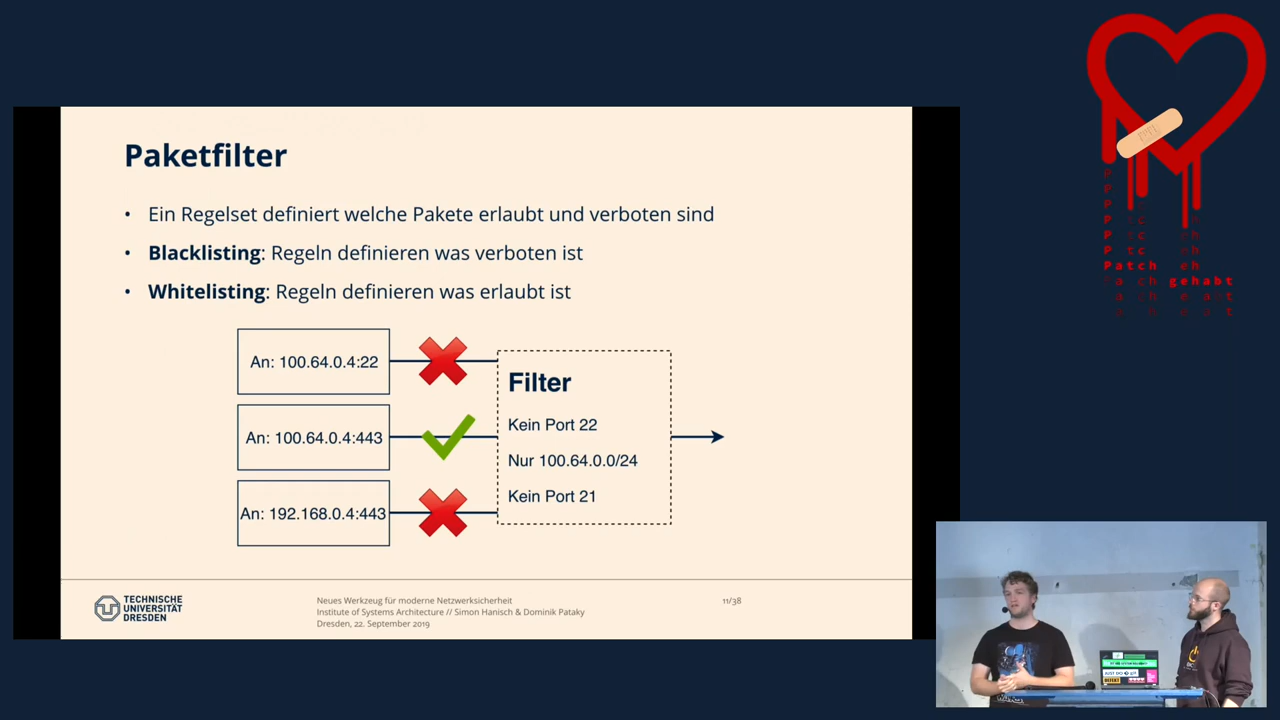 Paketfilter
• Ein Regelset definiert welche Pakete erlaubt und verboten sind
• Blacklisting: Regeln definieren was verboten ist
• Whitelisting: Regeln definieren was erlaubt ist
An: 100.64.0.4:22
An: 100.64.0.4:443
An: 192.168.0.4:443
Filter
Kein Port 22
Nur 100.64.0.0/24
Kein Port 21
TECHNISCHE
UNIVERSITÄT
DRESDEN
Neues Werkzeug für moderne Netzwerksicherheit
Institute of Systems Architecture // Simon Hanisch & Dominik Pataky
Dresden, 22. September 2019
11/38
Patch
gehabt